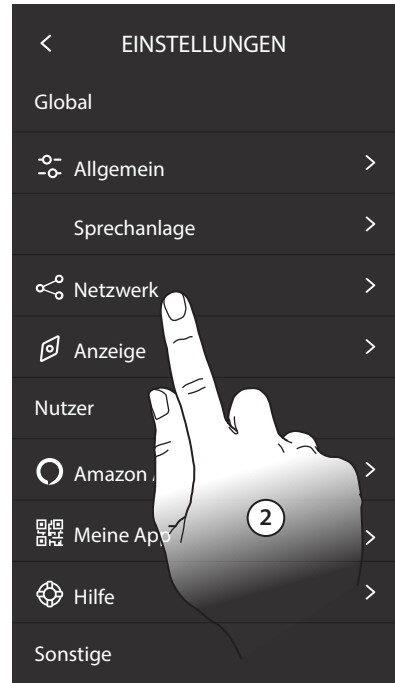 EINSTELLUNGEN
Global
Allgemein
Sprechanlage
Netzwerk
Anzeige
Nutzer
Amazon
Meine App
2
Hilfe
Sonstige